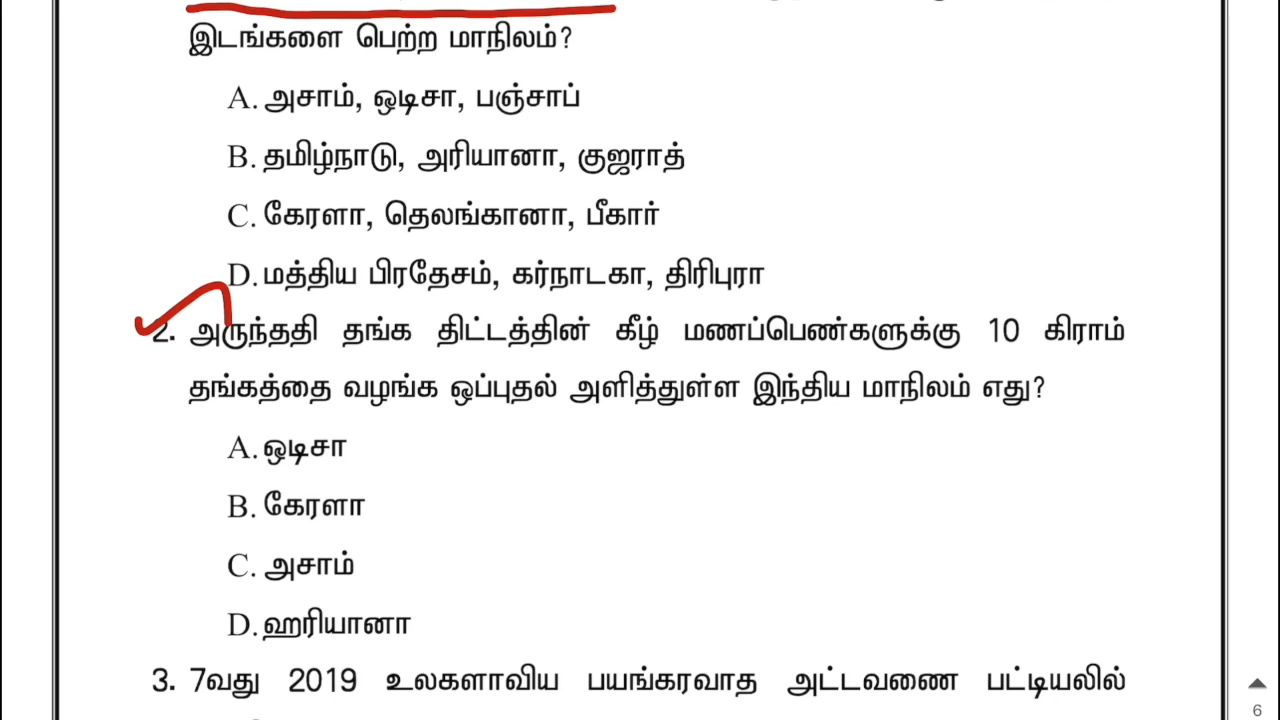 இடங்களை பெற்ற மாநிலம்?
A. அசாம், ஒடிசா, பஞ்சாப்
B. தமிழ்நாடு, அரியானா, குஜராத்
C. கேரளா, தெலங்கானா, பீகார்
D. மத்திய பிரதேசம், கர்நாடகா, திரிபுரா
2. அருந்ததி தங்க திட்டத்தின் கீழ் மணப்பெண்களுக்கு 10 கிராம்
தங்கத்தை வழங்க ஒப்புதல் அளித்துள்ள இந்திய மாநிலம் எது?
A. ஒடிசா
B. கேரளா
C. அசாம்
D. ஹரியானா
3. 7வது 2019 உலகளாவிய பயங்கரவாத அட்டவணை பட்டியலில்
6